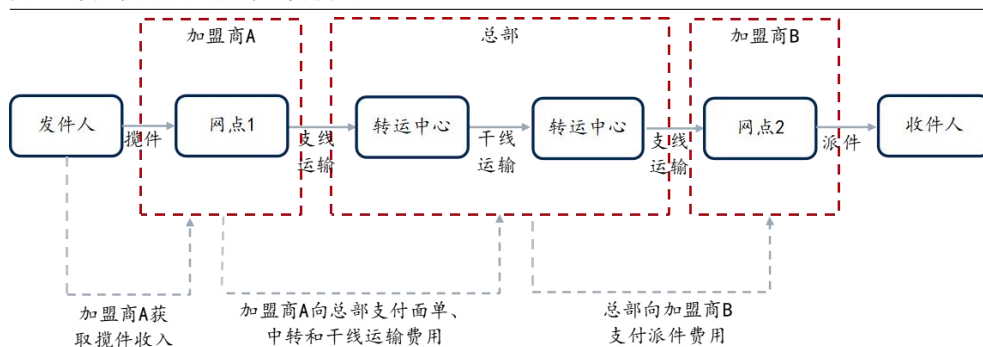 加盟商A
总部
加盟商B
发件人
揽件
网点1
支线
运输
转运中心
干线
运输
转运中心
支线
运输
网点2
派件
收件人
加盟商A获
取揽件收入
加盟商A向总部支付面单、
中转和干线运输费用
总部向加盟商B
支付派件费用